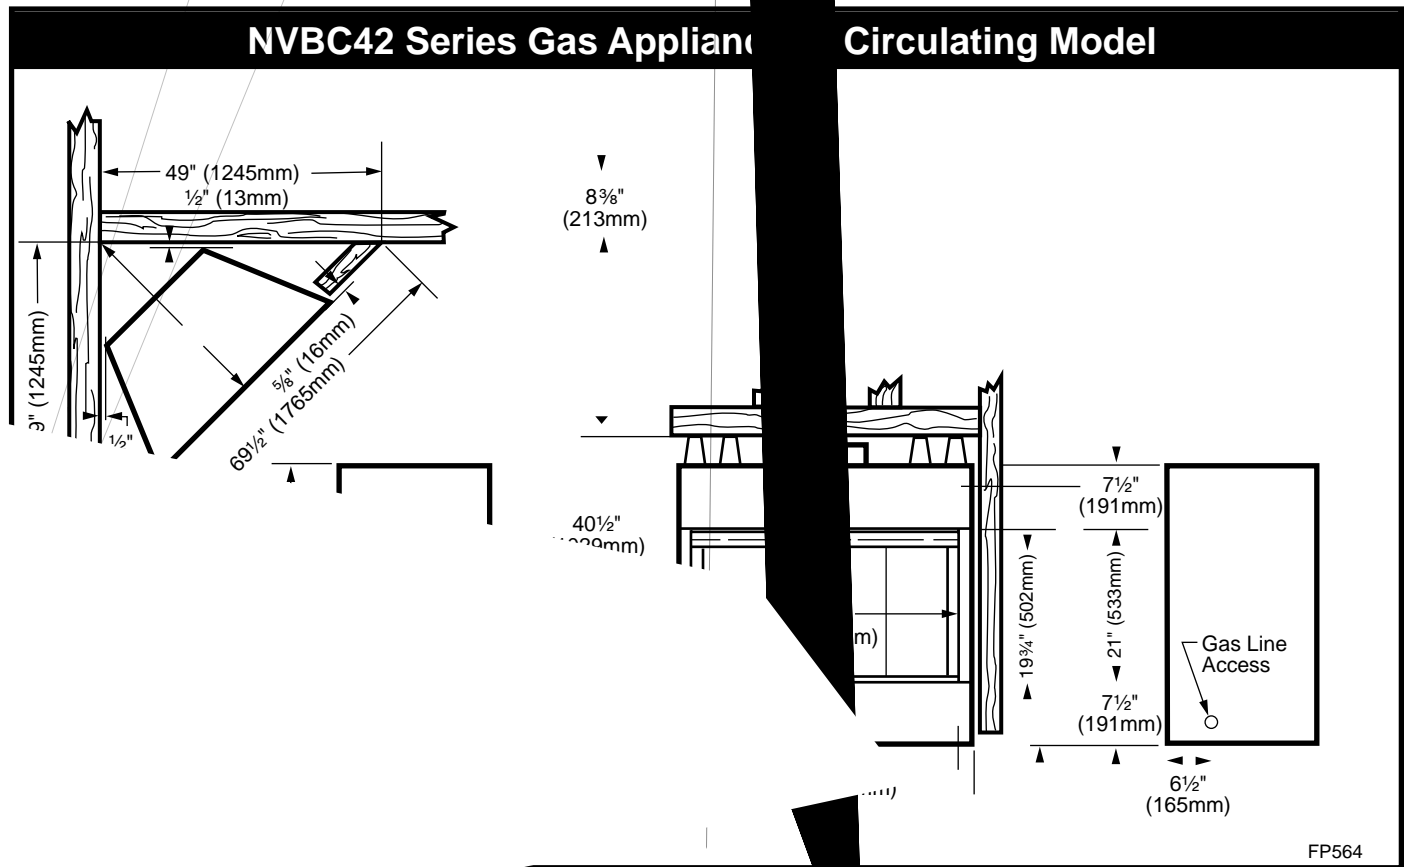 NVBC42 Series Gas Circulating Model
49" (1245mm)
½" (13mm)
8⅜"
(213mm)
(1245mm)
½"
⅝" (16mm)
69½" (1765mm)
40½"
7½"
(191mm)
19¾" (502mm)
21" (533mm)
Gas Line
Access
7½"
(191mm)
6½"
(165mm)
FP564